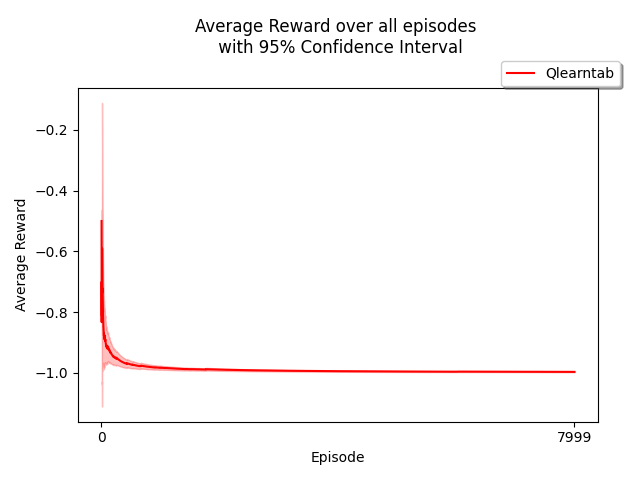 Average Reward over all episodes
with 95% Confidence Interval
Qlearntab
Average Reward
−0.2
−0.4
−0.6
−0.8
−1.0
0
7999
Episode